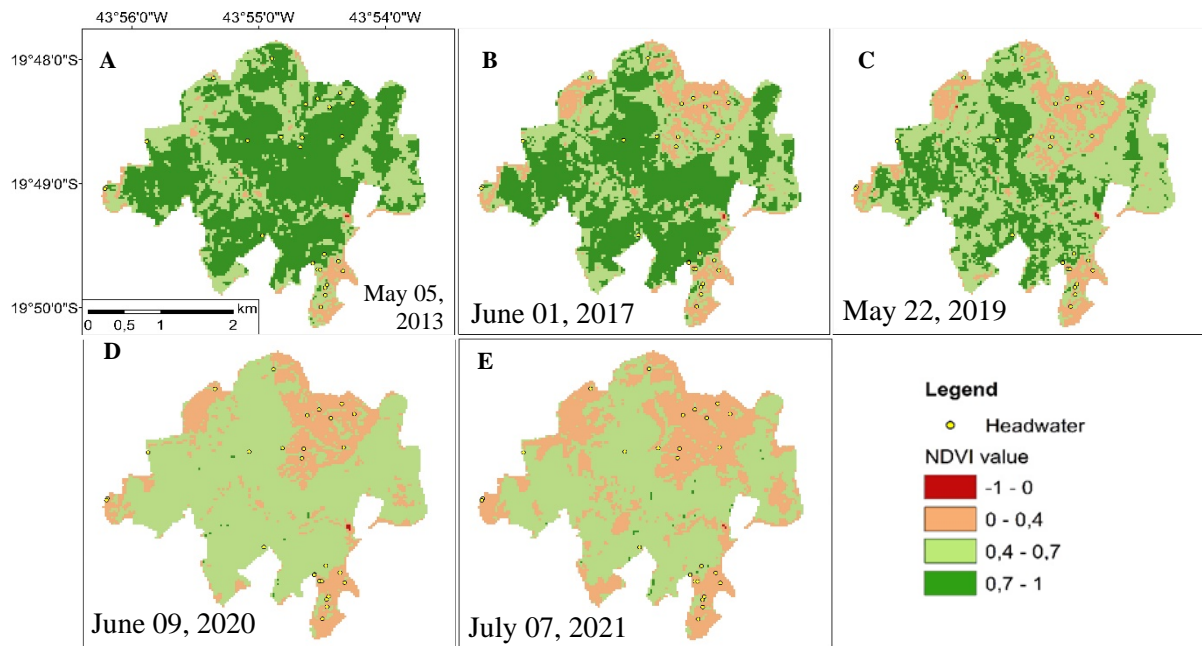 43°56'0"W 43°55'0"W 43°54'0"W
19°48'0"S
19°49'0"S
19°50'0"S
A
B
C
km
0 0,5 1 2
May 05,
2013
June 01, 2017
May 22, 2019
D
E
June 09, 2020
July 07, 2021
Legend
Headwater
NDVI value
-1 - 0
0 - 0,4
0,4 - 0,7
0,7 - 1